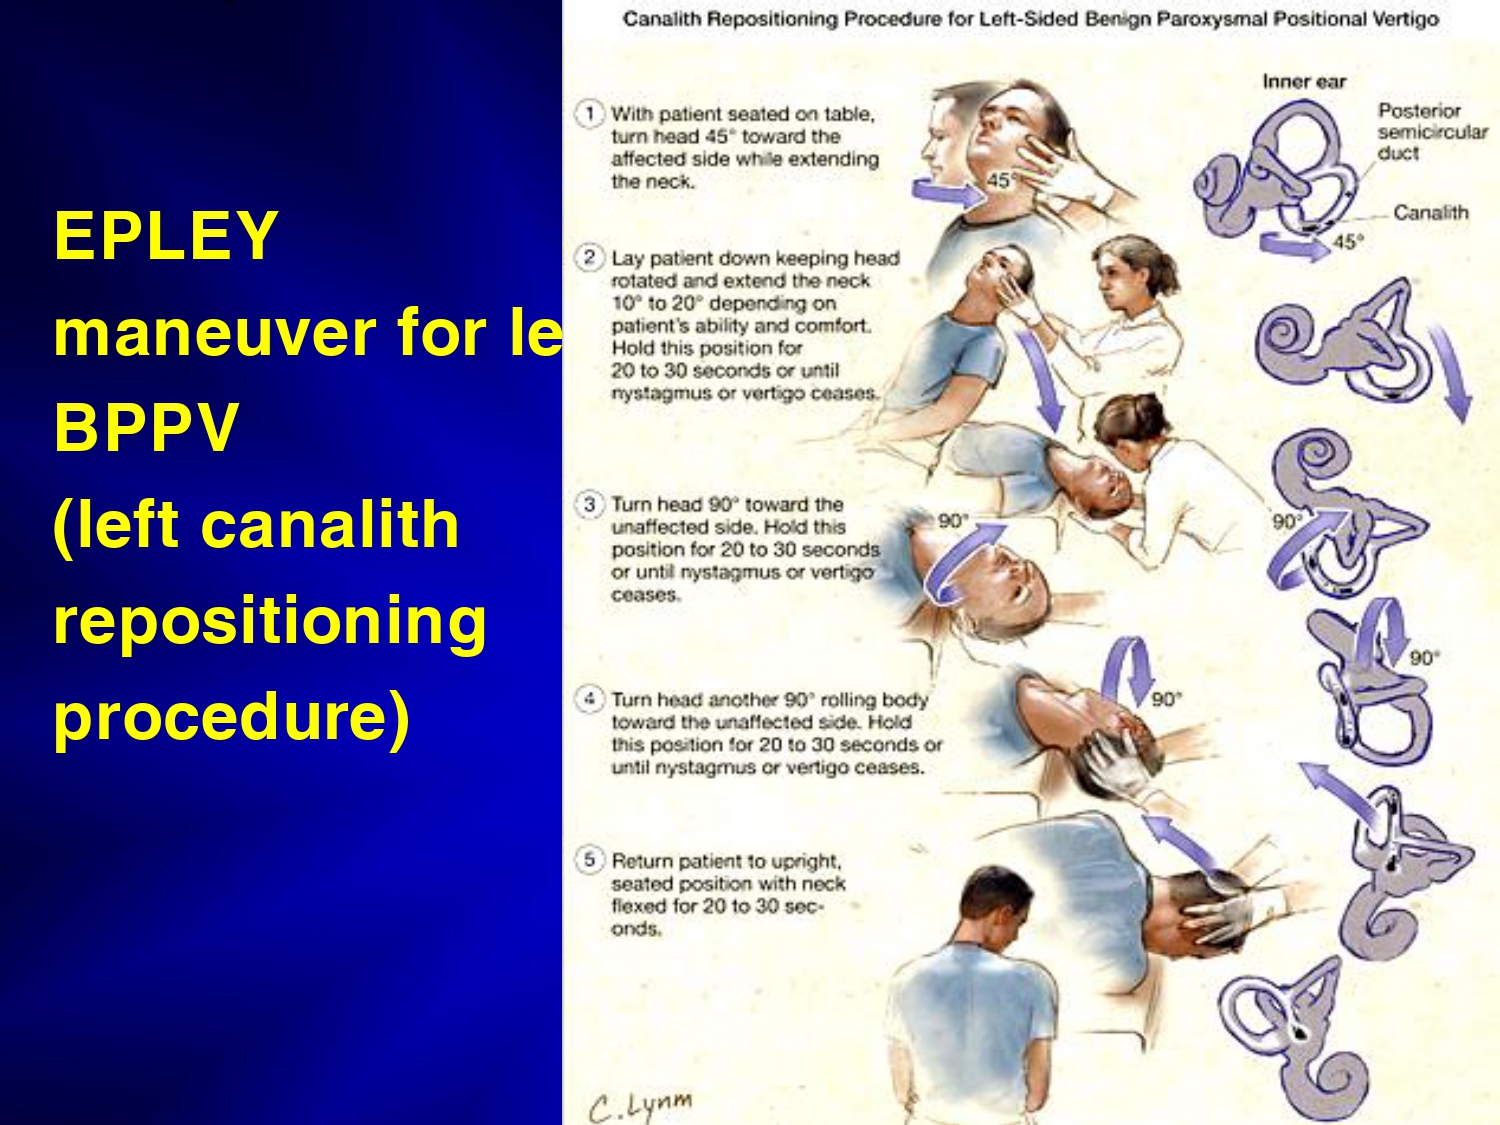 EPLEY
maneuver for le
BPPV
(left canalith
repositioning
procedure)
Canalith Repositioning Procedure for Left-Sided Benign Paroxysmal Positional Vertigo
1 With patient seated on table,
turn head 45° toward the
affected side while extending
the neck.
45°
Inner ear
Posterior
semicircular
duct
Canalith
45°
2 Lay patient down keeping head
rotated and extend the neck
10° to 20° depending on
patient's ability and comfort.
Hold this position for
20 to 30 seconds or until
nystagmus or vertigo ceases.
3 Turn head 90° toward the
unaffected side. Hold this
position for 20 to 30 seconds
or until nystagmus or vertigo
ceases.
90°
90°
4 Turn head another 90° rolling body
toward the unaffected side. Hold
this position for 20 to 30 seconds or
until nystagmus or vertigo ceases.
90°
90°
5 Return patient to upright,
seated position with neck
flexed for 20 to 30 sec-
onds.
C.Lynm